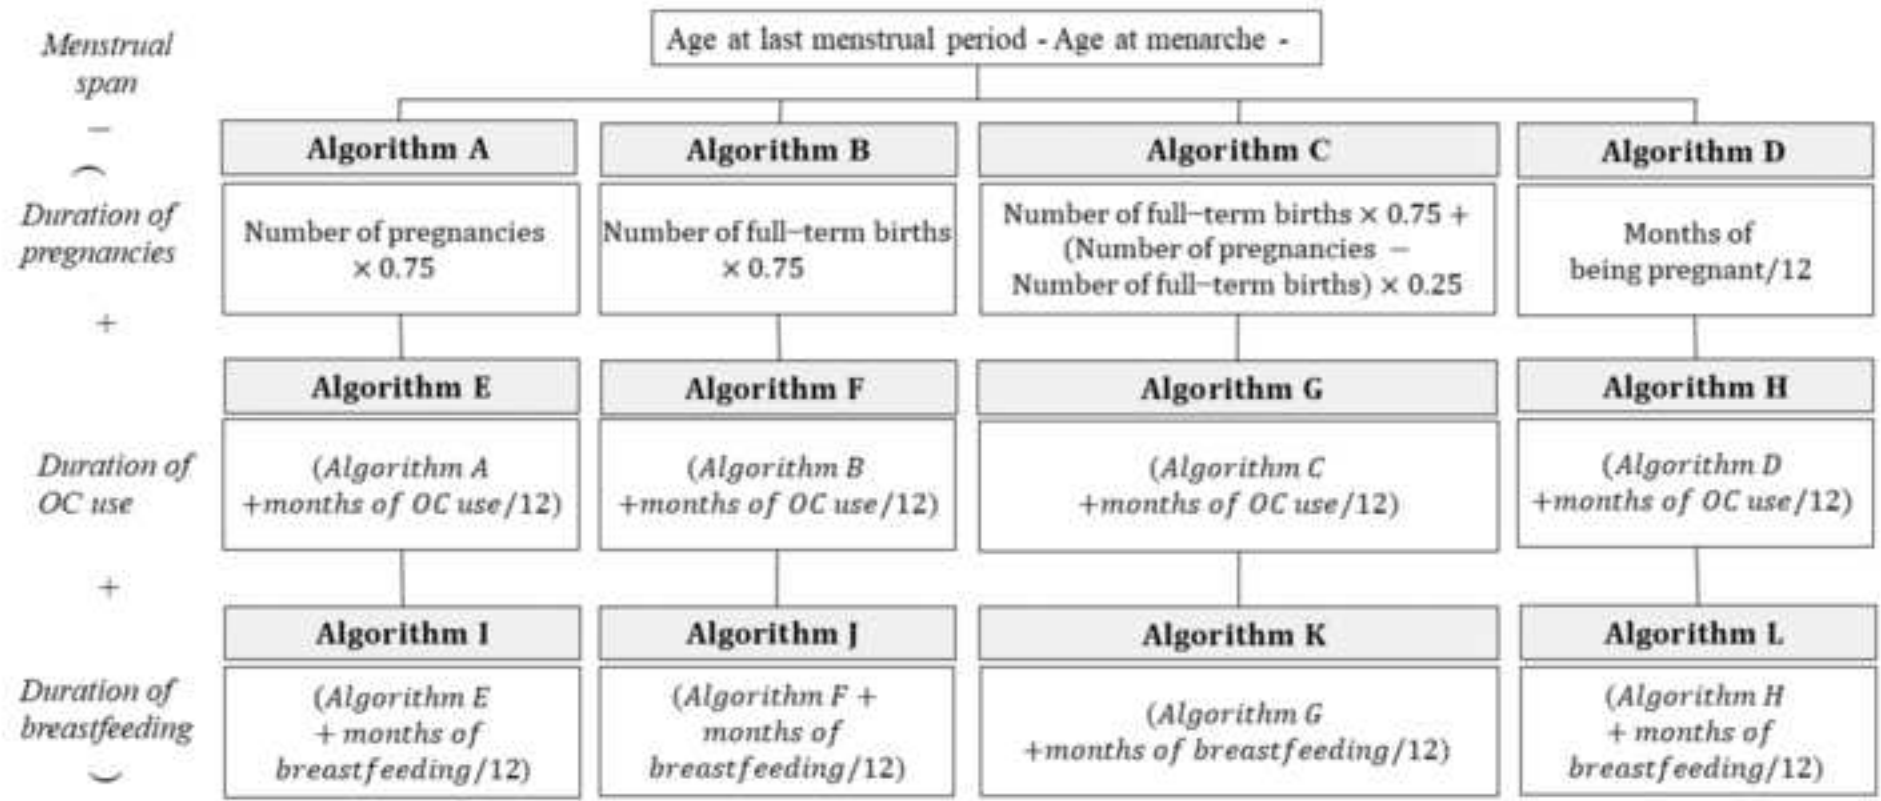 Menstrual
span
−
(
Duration of
pregnancies
+
Duration of
OC use
+
Duration of
breastfeeding
)
Age at last menstrual period - Age at menarche -
Algorithm A
Number of pregnancies
× 0.75
Algorithm B
Number of full−term births
× 0.75
Algorithm C
Number of full−term births × 0.75 +
(Number of pregnancies −
Number of full−term births) × 0.25
Algorithm D
Months of
being pregnant/12
Algorithm E
(Algorithm A
+months of OC use/12)
Algorithm F
(Algorithm B
+months of OC use/12)
Algorithm G
(Algorithm C
+months of OC use/12)
Algorithm H
(Algorithm D
+months of OC use/12)
Algorithm I
(Algorithm E
+ months of
breastfeeding/12)
Algorithm J
(Algorithm F +
months of
breastfeeding/12)
Algorithm K
(Algorithm G
+months of breastfeeding/12)
Algorithm L
(Algorithm H
+ months of
breastfeeding/12)